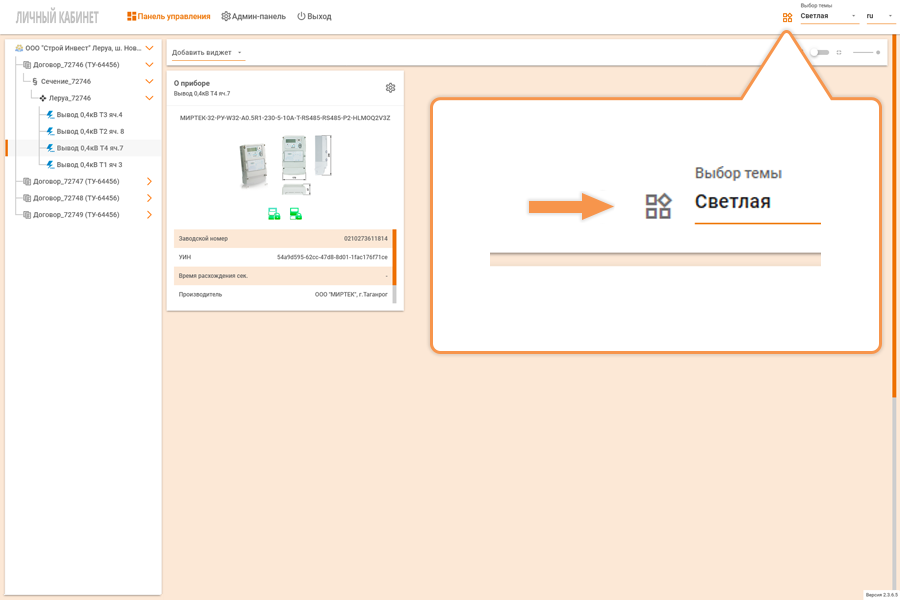 ЛИЧНЫЙ КАБИНЕТ
Панель управления
Админ-панель
Выход
Выбор темы
Светлая
ru
ООО "Строй Инвест" Леруа, ш. Нов...
Договор_72746 (ТУ-64456)
§ Сечение_72746
Леруа_72746
Вывод 0,4кВ Т3 яч.4
Вывод 0,4кВ Т2 яч. 8
Вывод 0,4кВ Т4 яч.7
Вывод 0,4кВ Т1 яч 3
Договор_72747 (ТУ-64456)
Договор_72748 (ТУ-64456)
Договор_72749 (ТУ-64456)
Добавить виджет
О приборе
Вывод 0,4кВ Т4 яч.7
МИРТЕК-32-РУ-W32-A0.5R1-230-5-10A-T-RS485-RS485-P2-HLMOQ2V3Z
Заводской номер 0210273611814
УИН 54a9d595-62cc-47d8-8d01-1fac176f71ce
Время расхождения сек. -
Производитель ООО "МИРТЕК", г.Таганрог
Выбор темы
Светлая
Версия 2.3.6.5